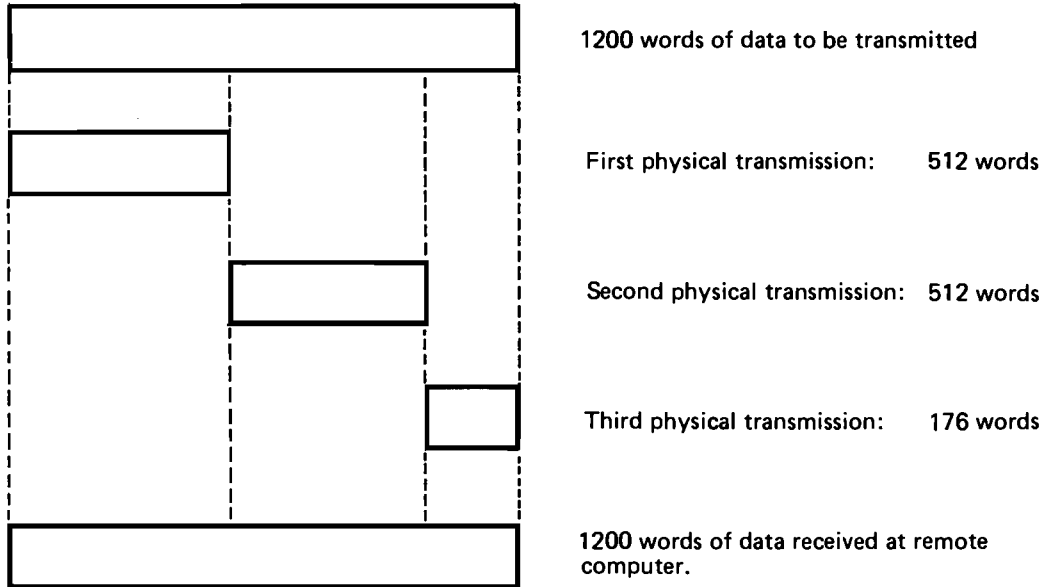 1200 words of data to be transmitted
First physical transmission: 512 words
Second physical transmission: 512 words
Third physical transmission: 176 words
1200 words of data received at remote
computer.